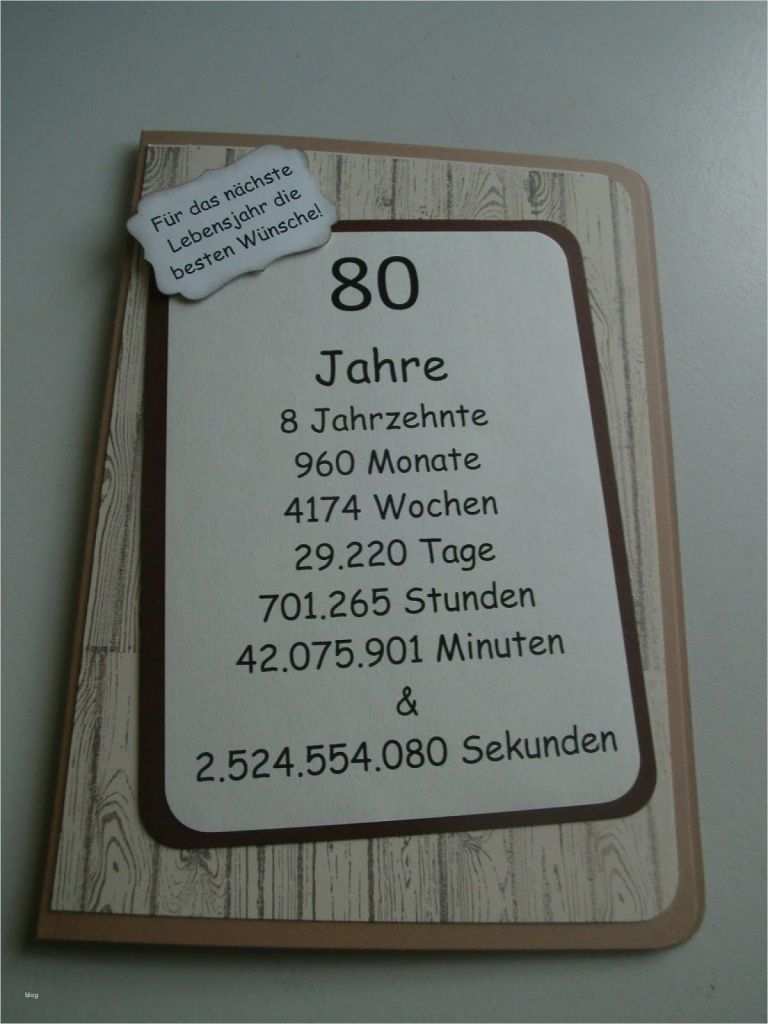 Für das nächste
Lebensjahr die
besten Wünsche!
80
Jahre
8 Jahrzehnte
960 Monate
4174 Wochen
29.220 Tage
701.265 Stunden
42.075.901 Minuten
&
2.524.554.080 Sekunden
blog